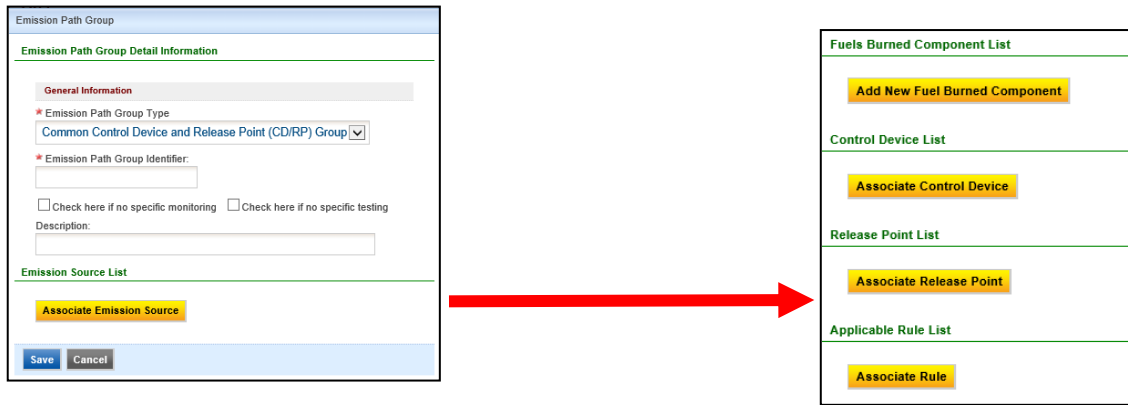 Emission Path Group
Emission Path Group Detail Information
General Information
* Emission Path Group Type
Common Control Device and Release Point (CD/RP) Group
* Emission Path Group Identifier:
Check here if no specific monitoring Check here if no specific testing
Description:
Emission Source List
Associate Emission Source
Save Cancel
Fuels Burned Component List
Add New Fuel Burned Component
Control Device List
Associate Control Device
Release Point List
Associate Release Point
Applicable Rule List
Associate Rule